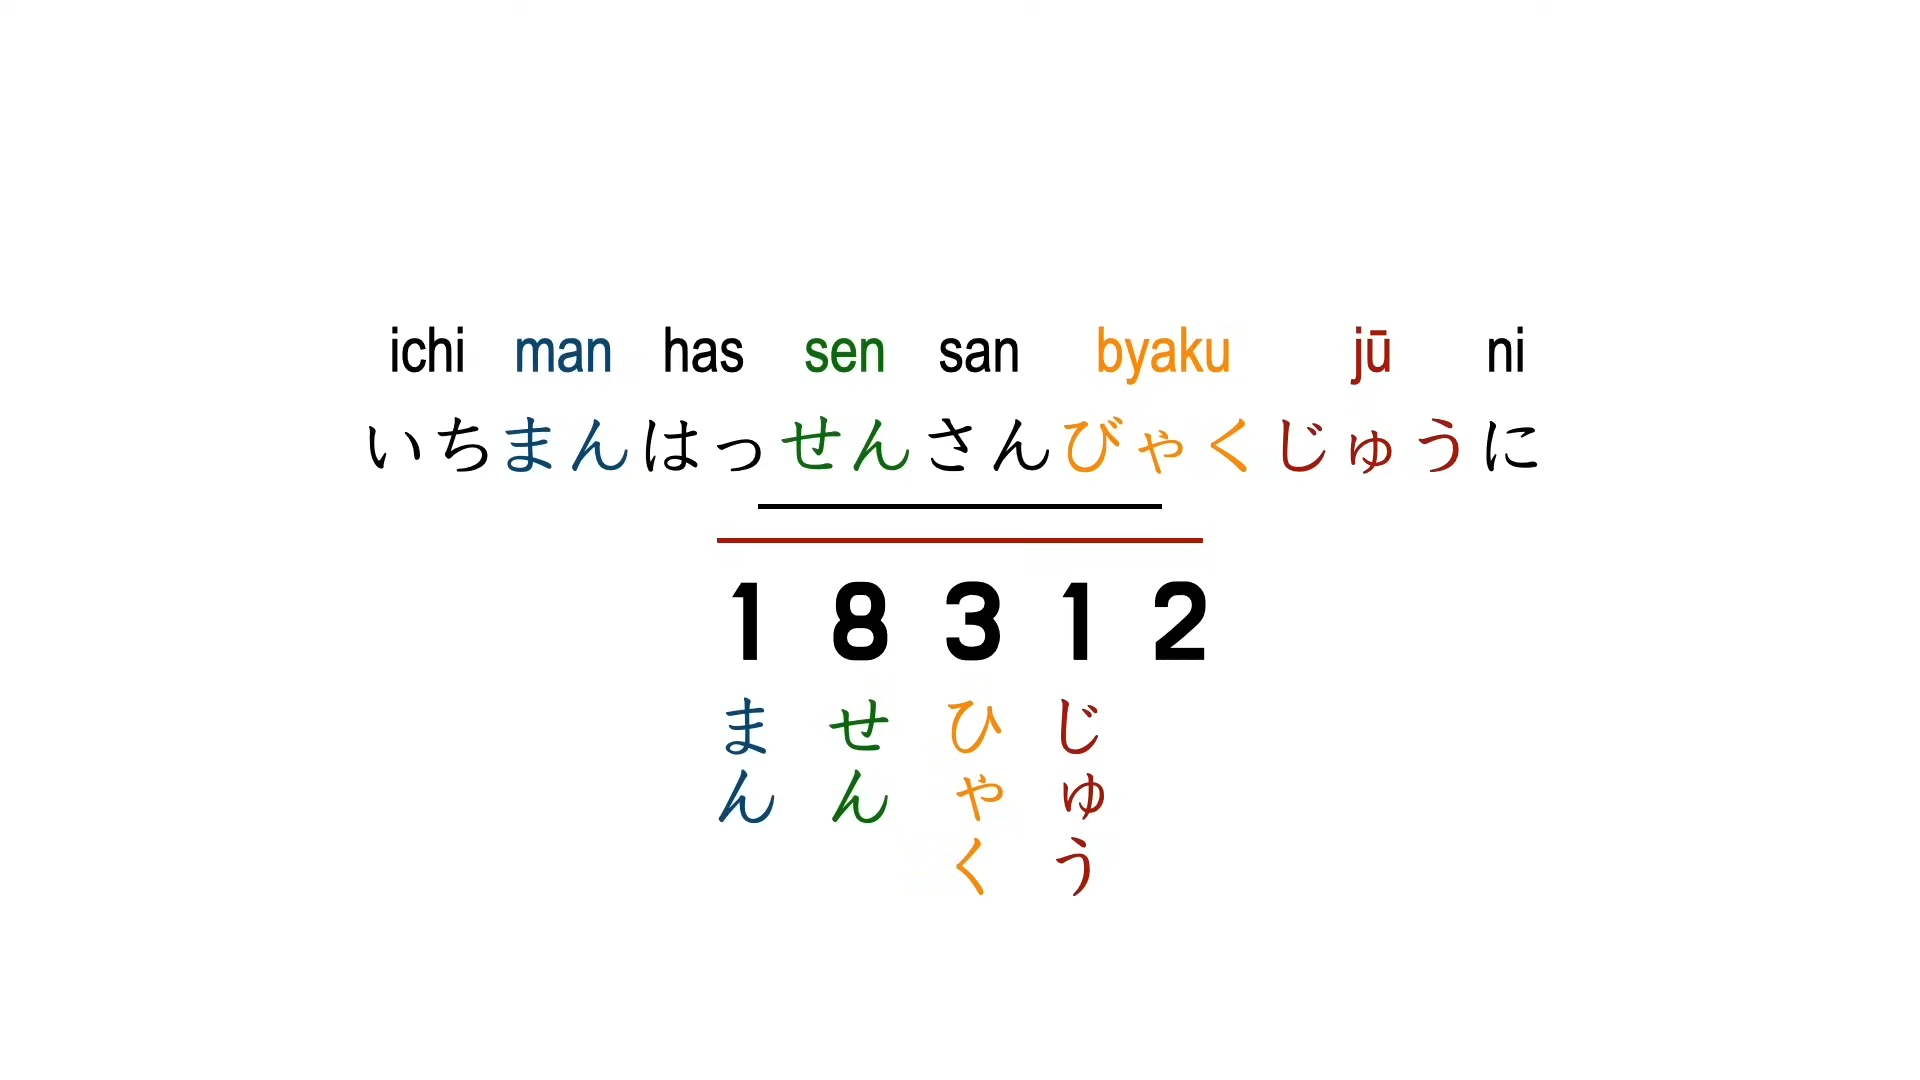 ichi man has sen san byaku jū ni
いちまんはっせんさんびゃくじゅうに
1 8 3 1 2
まん せん ひゃく じゅう